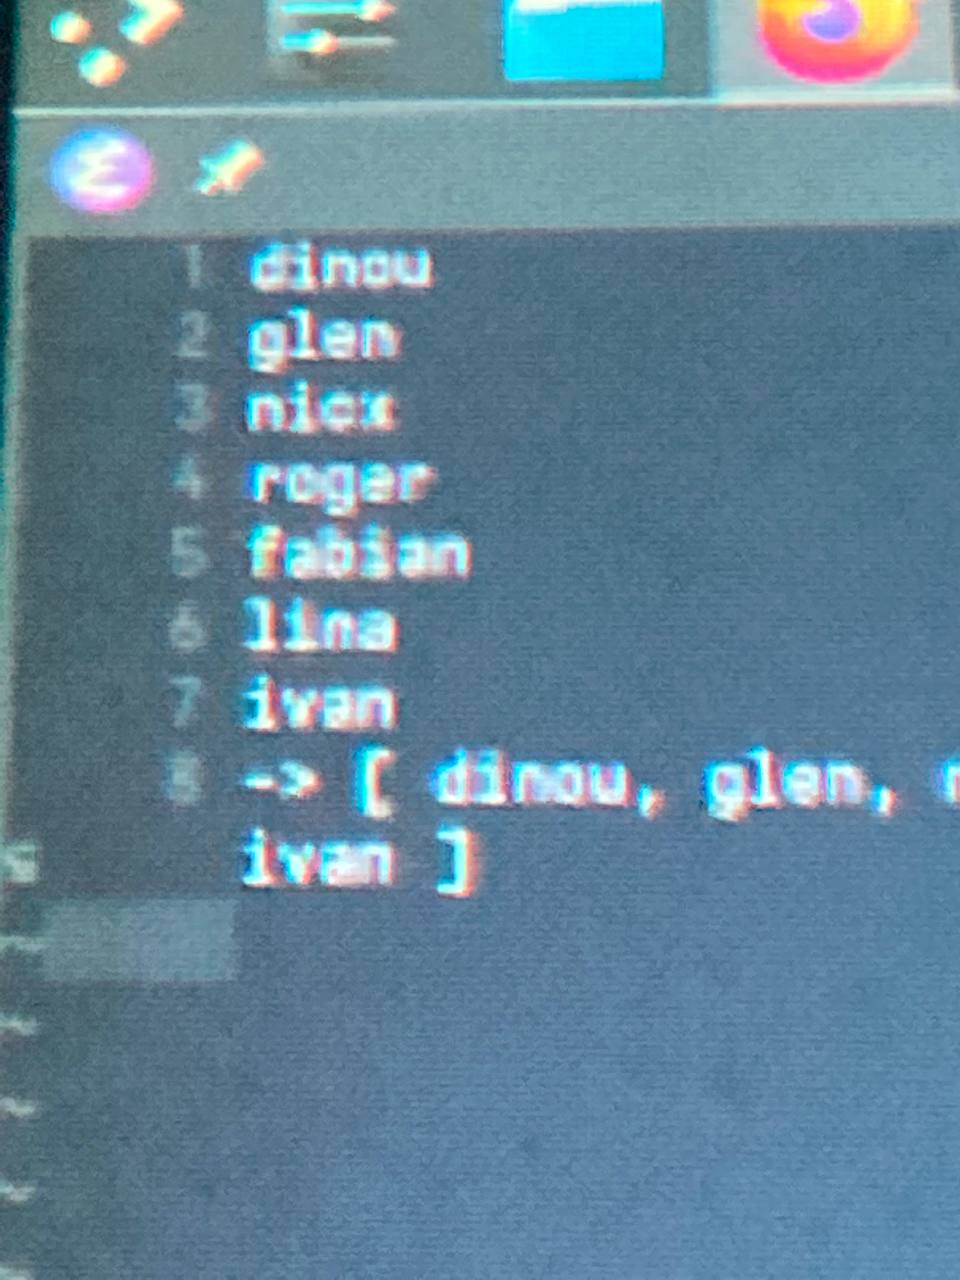 1 dinou
2 glen
3 nicx
4 roger
5 fabian
6 lina
7 ivan
8 -> [ dinou, glen,
ivan ]
~
~
~
~